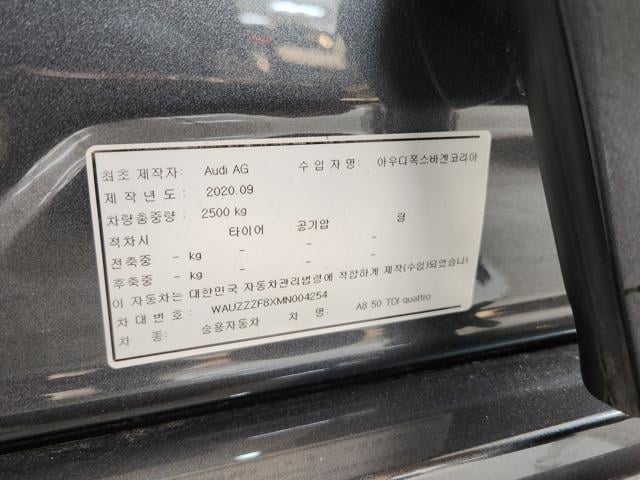 최초 제작자: Audi AG 수 입 자 명: 아우디폭스바겐코리아
제 작 년 도 : 2020.09
차량총중량: 2500 kg
적차시 타이어 공기압 림
전축중 - kg - - -
후축중 - kg - - -
이 자동차는 대한민국 자동차관리법령에 적합하게 제작(수입)되었습니
차 대 번 호 : WAUZZZF8XMN004254
차 종: 승용자동차 차 명: A8 50 TDI quattro